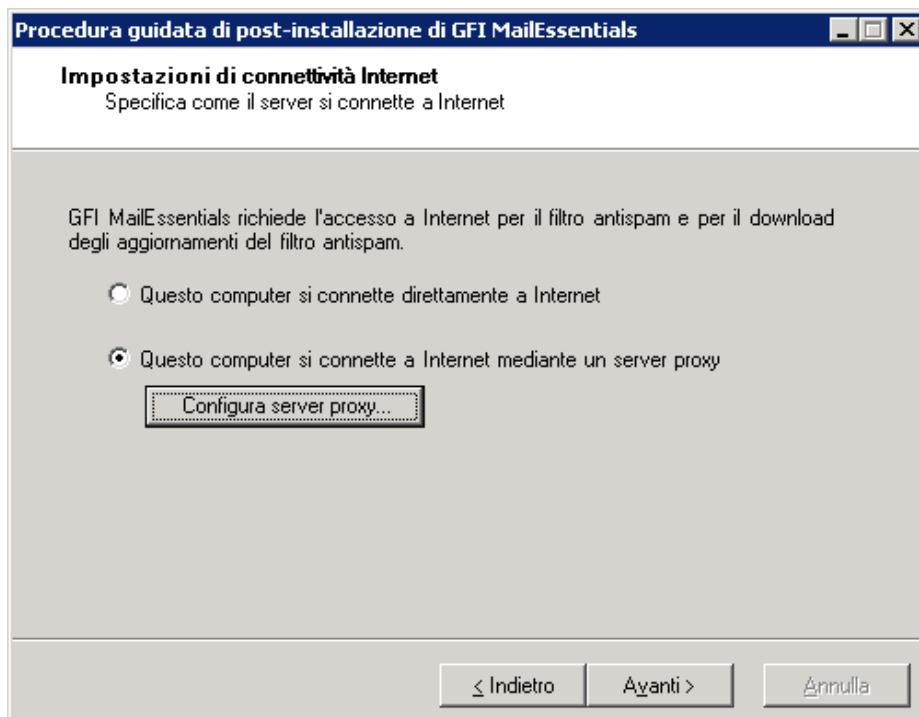 Procedura guidata di post-installazione di GFI MailEssentials
Impostazioni di connettività Internet
Specifica come il server si connette a Internet
GFI MailEssentials richiede l'accesso a Internet per il filtro antispam e per il download
degli aggiornamenti del filtro antispam.
Questo computer si connette direttamente a Internet
Questo computer si connette a Internet mediante un server proxy
Configura server proxy...
< Indietro
Avanti >
Annulla